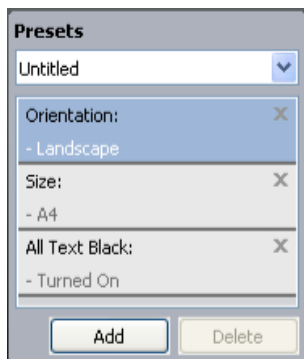 Presets
Untitled
Orientation:
- Landscape
Size:
- A4
All Text Black:
- Turned On
Add Delete